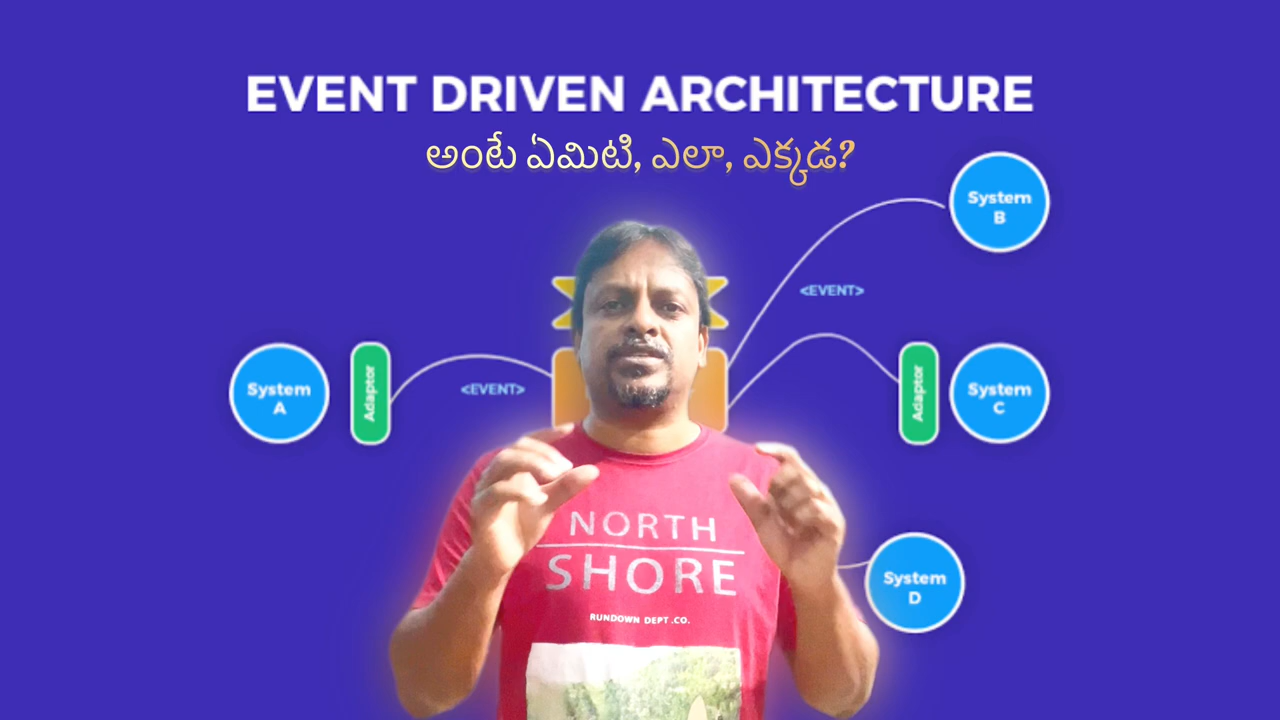 EVENT DRIVEN ARCHITECTURE
అంటే ఏమిటి, ఎలా, ఎక్కడ?
System
B
<EVENT>
System
A
Adaptor
<EVENT>
Adaptor
System
C
NORTH
SHORE
RUNDOWN DEPT.CO.
System
D